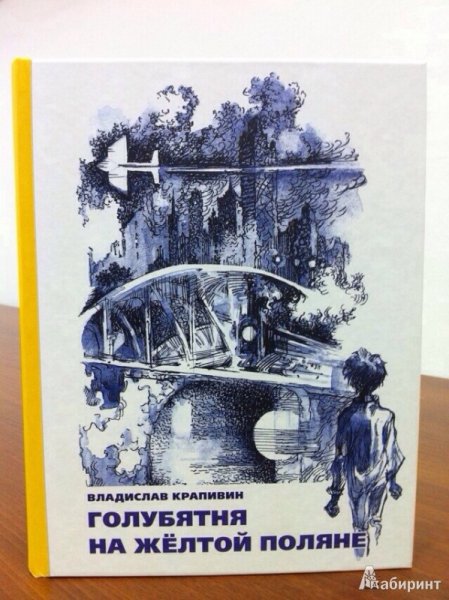 ВЛАДИСЛАВ КРАПИВИН
ГОЛУБЯТНЯ
НА ЖЁЛТОЙ ПОЛЯНЕ
Лабиринт